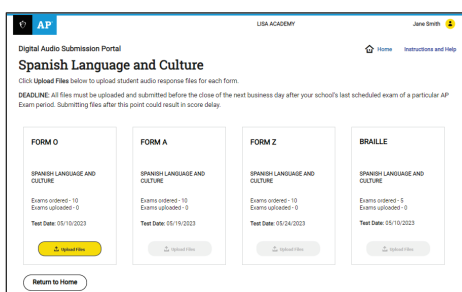 AP
LISA ACADEMY
Jane Smith
Digital Audio Submission Portal
Home
Instructions and Help
Spanish Language and Culture
Click Upload Files below to upload student audio response files for each form.
DEADLINE: All files must be uploaded and submitted before the close of the next business day after your school's last scheduled exam of a particular AP
Exam period. Submitting files after this point could result in score delay.
FORM O
SPANISH LANGUAGE AND
CULTURE
Exams ordered - 10
Exams uploaded - 0
Test Date: 05/10/2023
Upload Files
FORM A
SPANISH LANGUAGE AND
CULTURE
Exams ordered - 10
Exams uploaded - 0
Test Date: 05/19/2023
Upload Files
FORM Z
SPANISH LANGUAGE AND
CULTURE
Exams ordered - 10
Exams uploaded - 0
Test Date: 05/24/2023
Upload Files
BRAILLE
SPANISH LANGUAGE AND
CULTURE
Exams ordered - 5
Exams uploaded - 0
Test Date: 05/10/2023
Upload Files
Return to Home